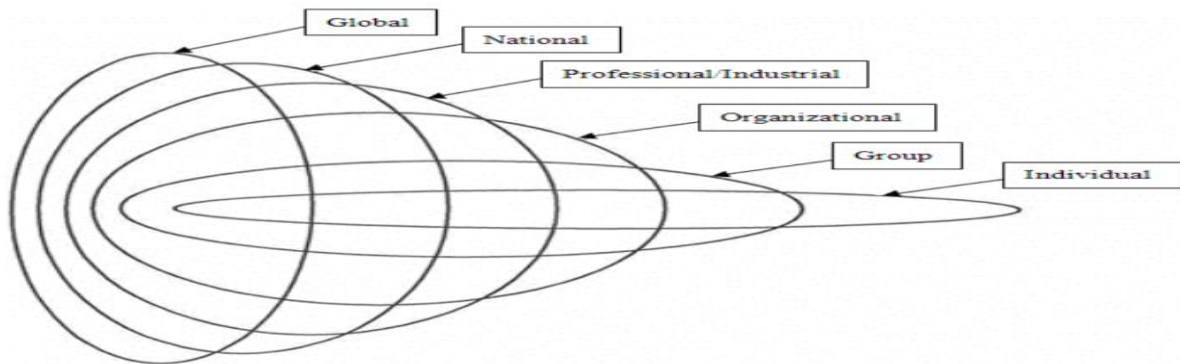 Global
National
Professional/Industrial
Organizational
Group
Individual